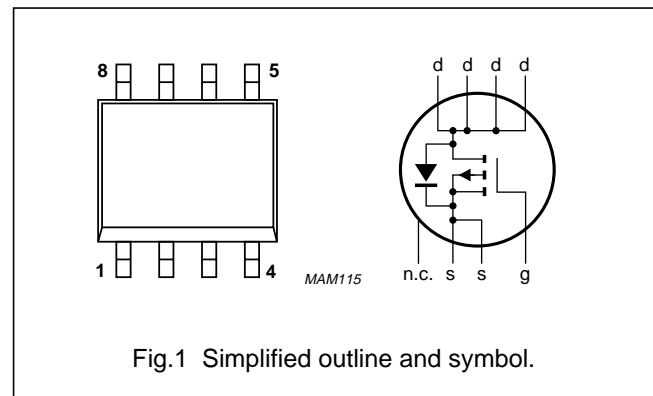 8 5
d d d d
1 4
MAM115
n.c. s s g
Fig.1 Simplified outline and symbol.